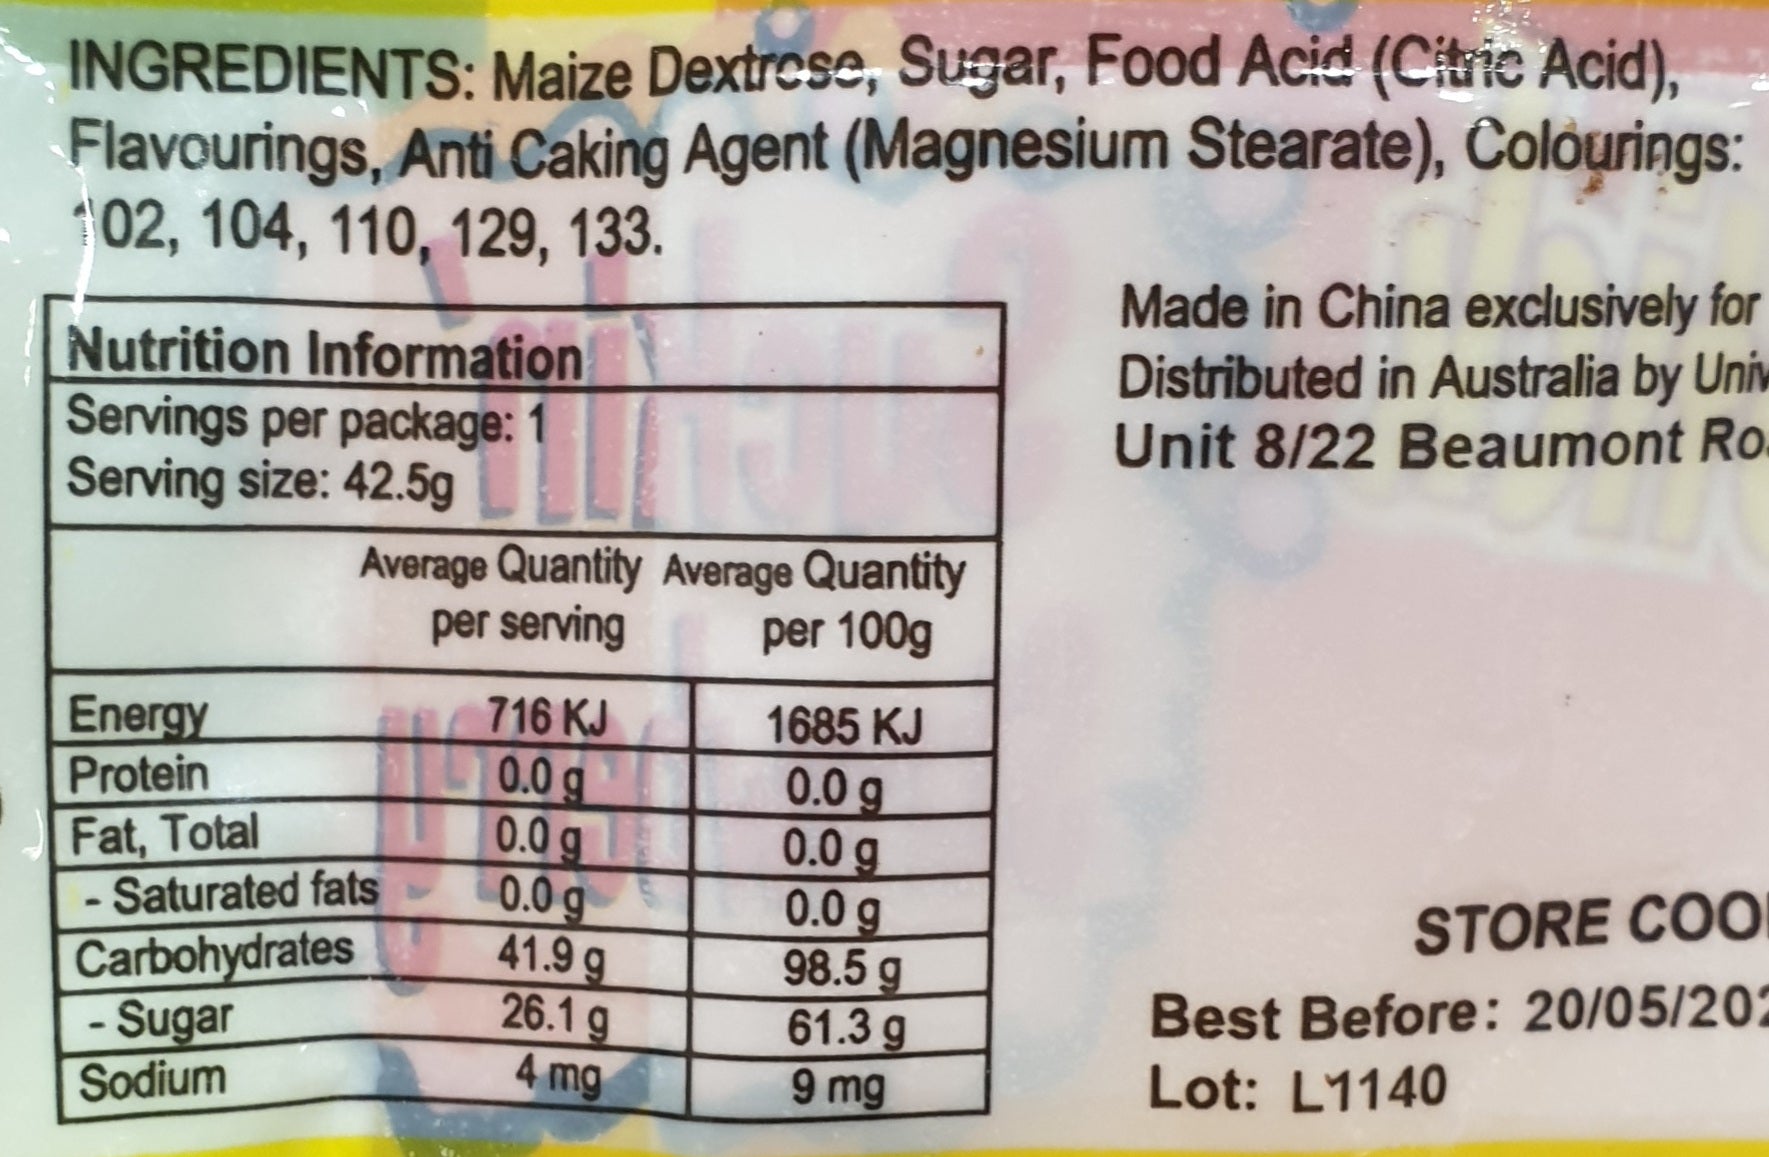 INGREDIENTS: Maize Dextrose, Sugar, Food Acid (Citric Acid),
Flavourings, Anti Caking Agent (Magnesium Stearate), Colourings:
102, 104, 110, 129, 133.
Nutrition Information
Servings per package: 1
Serving size: 42.5g
Average Quantity per serving Average Quantity per 100g
Energy 716 KJ 1685 KJ
Protein 0.0 g 0.0 g
Fat, Total 0.0 g 0.0 g
- Saturated fats 0.0 g 0.0 g
Carbohydrates 41.9 g 98.5 g
- Sugar 26.1 g 61.3 g
Sodium 4 mg 9 mg
Made in China exclusively for
Distributed in Australia by
Unit 8/22 Beaumont
STORE
Best Before: 20/05/202
Lot: L1140